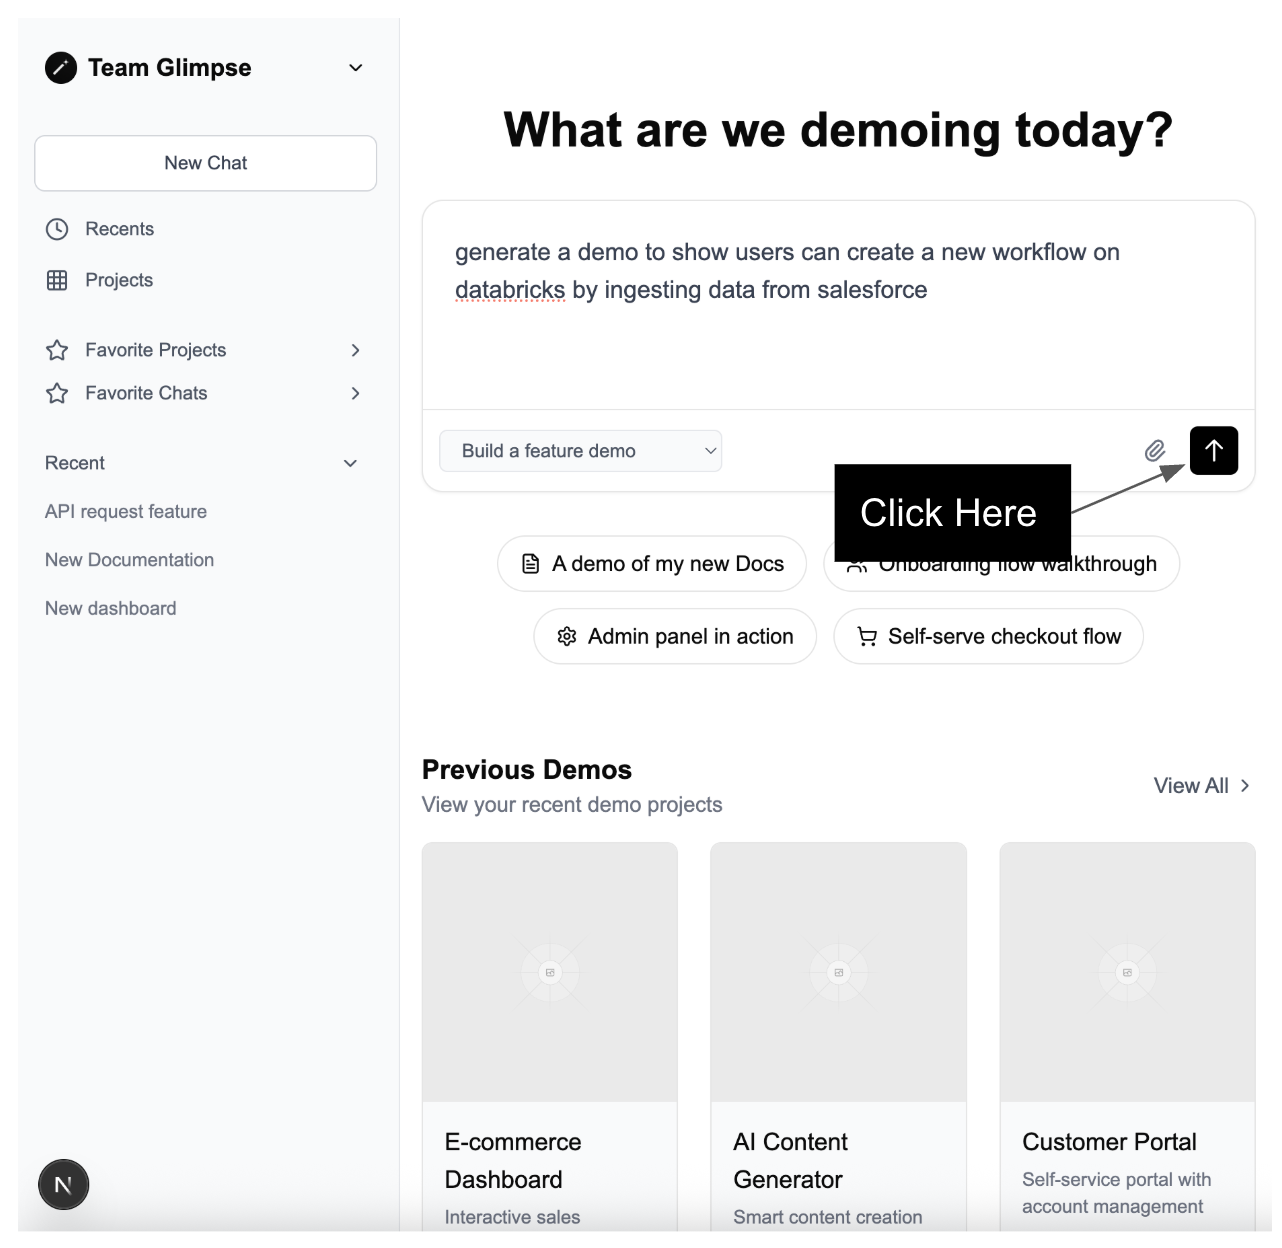 Team Glimpse
New Chat
Recents
Projects
Favorite Projects
Favorite Chats
Recent
API request feature
New Documentation
New dashboard
N
What are we demoing today?
generate a demo to show users can create a new workflow on
databricks by ingesting data from salesforce
Build a feature demo
Click Here
A demo of my new Docs
Onboarding flow walkthrough
Admin panel in action
Self-serve checkout flow
Previous Demos
View your recent demo projects
View All
E-commerce
Dashboard
Interactive sales
AI Content
Generator
Smart content creation
Customer Portal
Self-service portal with
account management